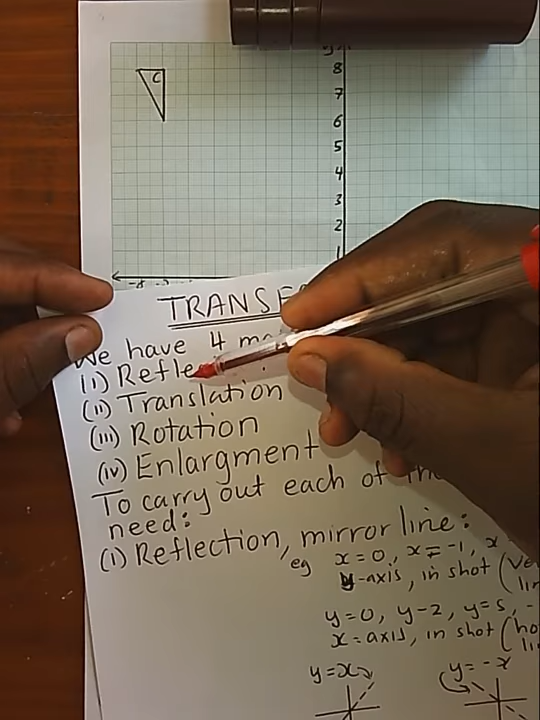 y
8
C
7
6
5
4
3
2
1
-8
TRANSF
We have 4
(i) Refle
(ii) Translation
(iii) Rotation
(iv) Enlargment
To carry out each of
need:
(i) Reflection, mirror line:
eg x=0, x=-1, x
y-axis, in shot (
y=0, y-2, y=5, -
x=axis, in shot (
y=x
y=-x